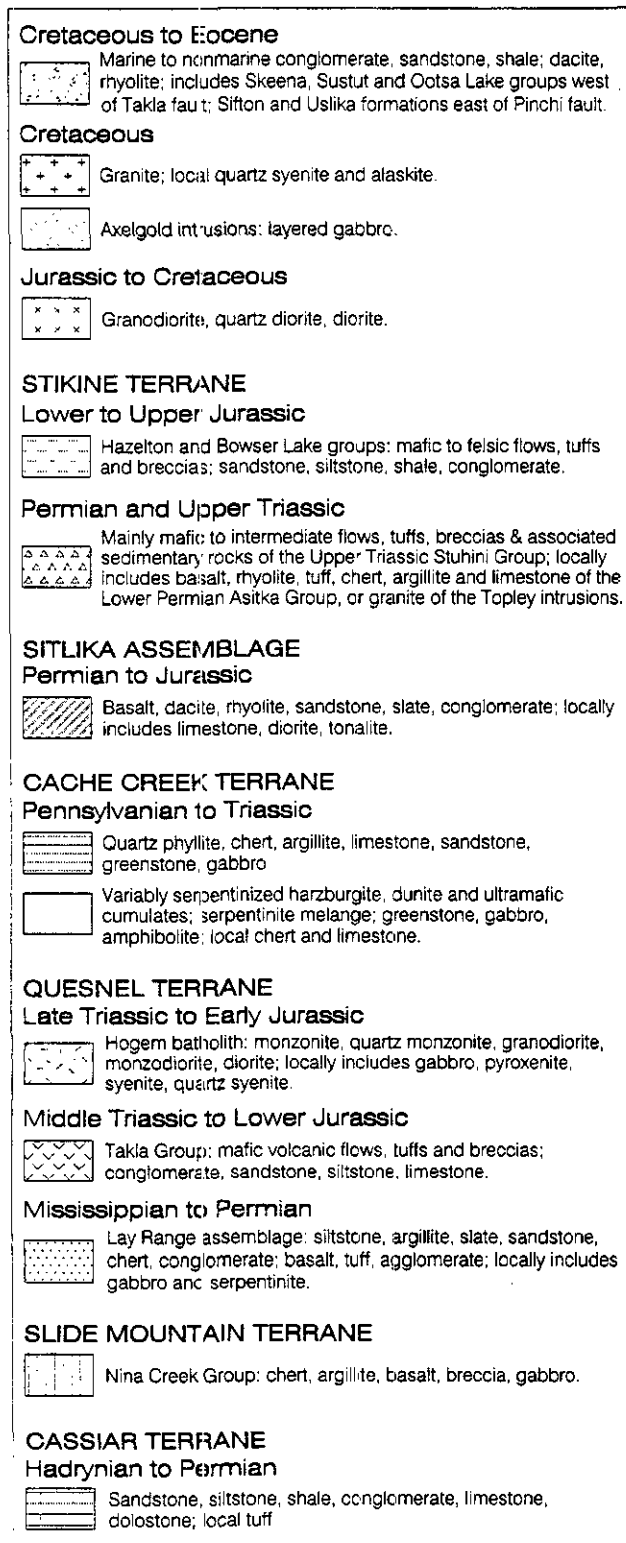 Cretaceous to Eocene
Marine to nonmarine conglomerate, sandstone, shale; dacite,
rhyolite; includes Skeena, Sustut and Ootsa Lake groups west
of Takla fault; Sifton and Uslika formations east of Pinchi fault.
Cretaceous
Granite; local quartz syenite and alaskite.
Axelgold intrusions: layered gabbro.
Jurassic to Cretaceous
Granodiorite, quartz diorite, diorite.
STIKINE TERRANE
Lower to Upper Jurassic
Hazelton and Bowser Lake groups: mafic to felsic flows, tuffs
and breccias; sandstone, siltstone, shale, conglomerate.
Permian and Upper Triassic
Mainly mafic to intermediate flows, tuffs, breccias & associated
sedimentary rocks of the Upper Triassic Stuhini Group; locally
includes basalt, rhyolite, tuff, chert, argillite and limestone of the
Lower Permian Asitka Group, or granite of the Topley intrusions.
SITLIKA ASSEMBLAGE
Permian to Jurassic
Basalt, dacite, rhyolite, sandstone, slate, conglomerate; locally
includes limestone, diorite, tonalite.
CACHE CREEK TERRANE
Pennsylvanian to Triassic
Quartz phyllite, chert, argillite, limestone, sandstone,
greenstone, gabbro
Variably serpentinized harzburgite, dunite and ultramafic
cumulates; serpentinite melange; greenstone, gabbro,
amphibolite; local chert and limestone.
QUESNEL TERRANE
Late Triassic to Early Jurassic
Hogem batholith: monzonite, quartz monzonite, granodiorite,
monzodiorite, diorite; locally includes gabbro, pyroxenite,
syenite, quartz syenite.
Middle Triassic to Lower Jurassic
Takla Group: mafic volcanic flows, tuffs and breccias;
conglomerate, sandstone, siltstone, limestone.
Mississippian to Permian
Lay Range assemblage: siltstone, argillite, slate, sandstone,
chert, conglomerate; basalt, tuff, agglomerate; locally includes
gabbro and serpentinite.
SLIDE MOUNTAIN TERRANE
Nina Creek Group: chert, argillite, basalt, breccia, gabbro.
CASSIAR TERRANE
Hadrynian to Permian
Sandstone, siltstone, shale, conglomerate, limestone,
dolostone; local tuff